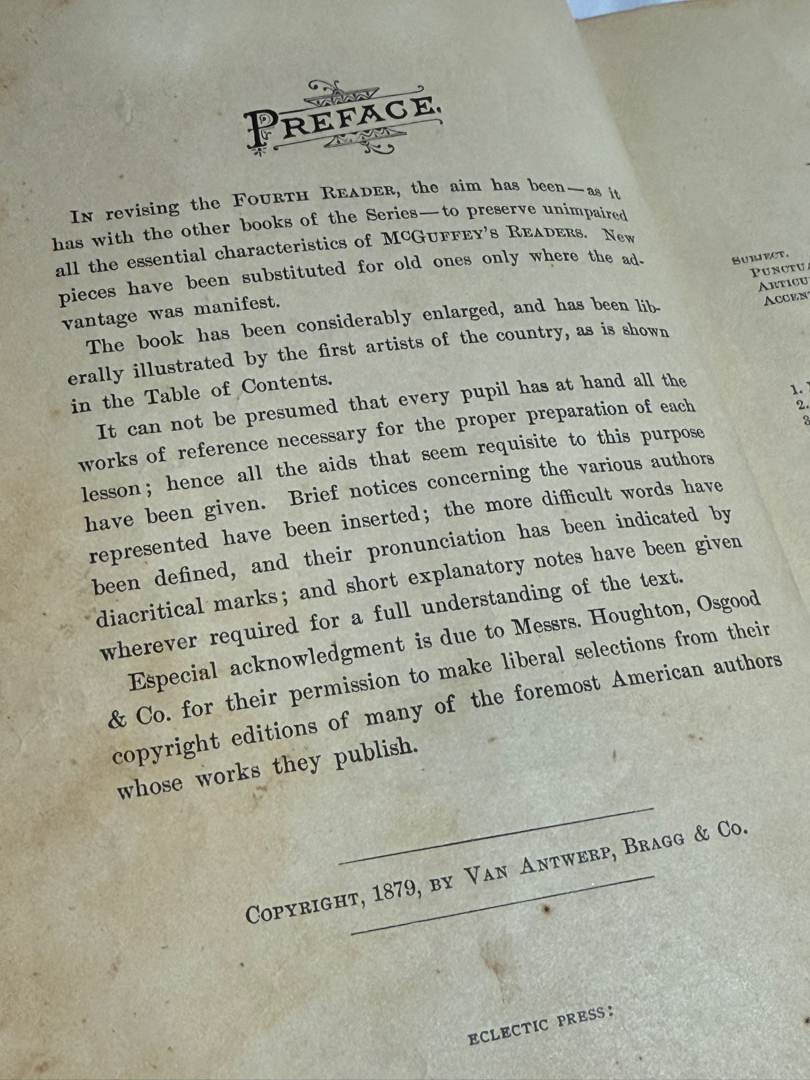 PREFACE.
IN revising the FOURTH READER, the aim has been—as it
has with the other books of the Series—to preserve unimpaired
all the essential characteristics of MCGUFFEY'S READERS. New
pieces have been substituted for old ones only where the ad-
vantage was manifest.
The book has been considerably enlarged, and has been lib-
erally illustrated by the first artists of the country, as is shown
in the Table of Contents.
It can not be presumed that every pupil has at hand all the
works of reference necessary for the proper preparation of each
lesson; hence all the aids that seem requisite to this purpose
have been given. Brief notices concerning the various authors
represented have been inserted; the more difficult words have
been defined, and their pronunciation has been indicated by
diacritical marks; and short explanatory notes have been given
wherever required for a full understanding of the text.
Especial acknowledgment is due to Messrs. Houghton, Osgood
& Co. for their permission to make liberal selections from their
copyright editions of many of the foremost American authors
whose works they publish.
COPYRIGHT, 1879, BY VAN ANTWERP, BRAGG & CO.
ECLECTIC PRESS:
SUBJECT.
PUNCTU
ARTICU
ACCEN
1.
2.
3